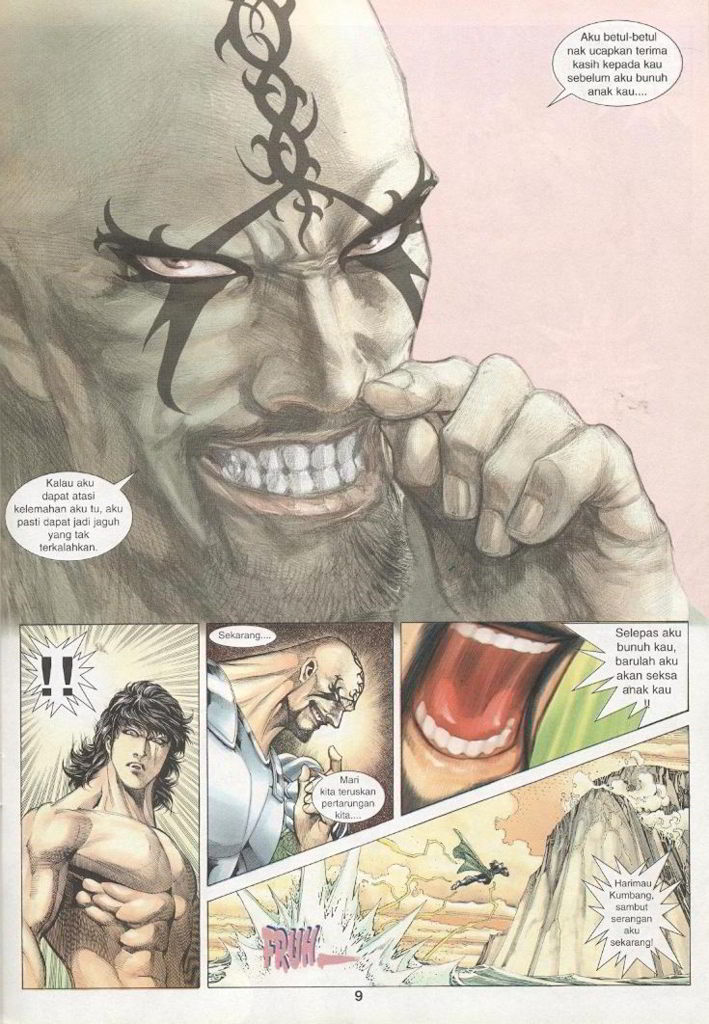 Aku betul-betul
nak ucapkan terima
kasih kepada kau
sebelum aku bunuh
anak kau....
Kalau aku
dapat atasi
kelemahan aku tu, aku
pasti dapat jadi jaguh
yang tak
terkalahkan.
!!
Sekarang....
Mari
kita teruskan
pertarungan
kita....
Selepas aku
bunuh kau,
barulah aku
akan seksa
anak kau
!!
Harimau
Kumbang,
sambut
serangan
aku
sekarang!
FRUH
9